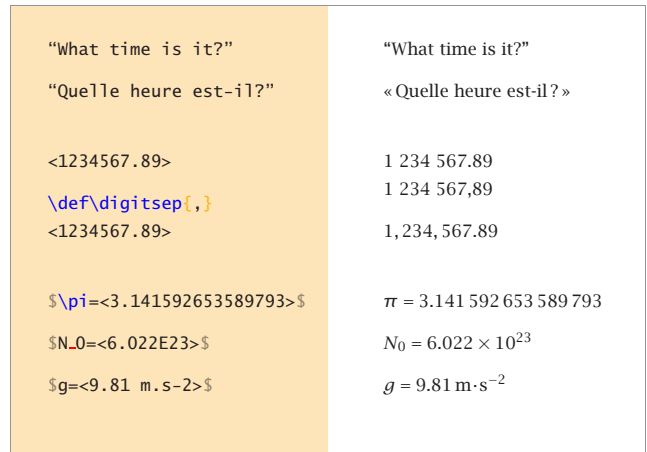 “What time is it?” “What time is it?”
“Quelle heure est-il?” « Quelle heure est-il ? »
<1234567.89> 1 234 567.89
1 234 567,89
\def\digitsep{,}
<1234567.89> 1, 234, 567.89
$\pi=<3.141592653589793>$ π = 3.141 592 653 589 793
$N_0=<6.022E23>$ N₀ = 6.022 × 10²³
$g=<9.81 m.s-2>$ g = 9.81 m·s⁻²